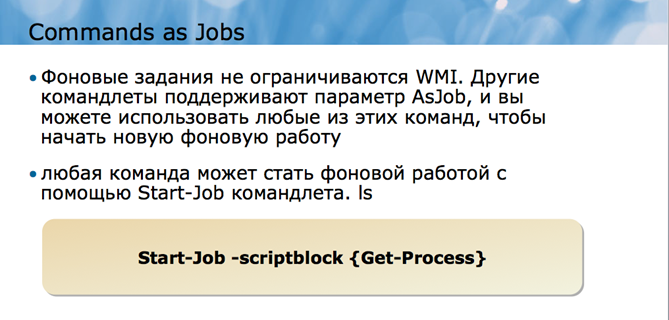 Commands as Jobs
• Фоновые задания не ограничиваются WMI. Другие
командлеты поддерживают параметр AsJob, и вы
можете использовать любые из этих команд, чтобы
начать новую фоновую работу
• любая команда может стать фоновой работой с
помощью Start-Job командлета. ls
Start-Job -scriptblock {Get-Process}